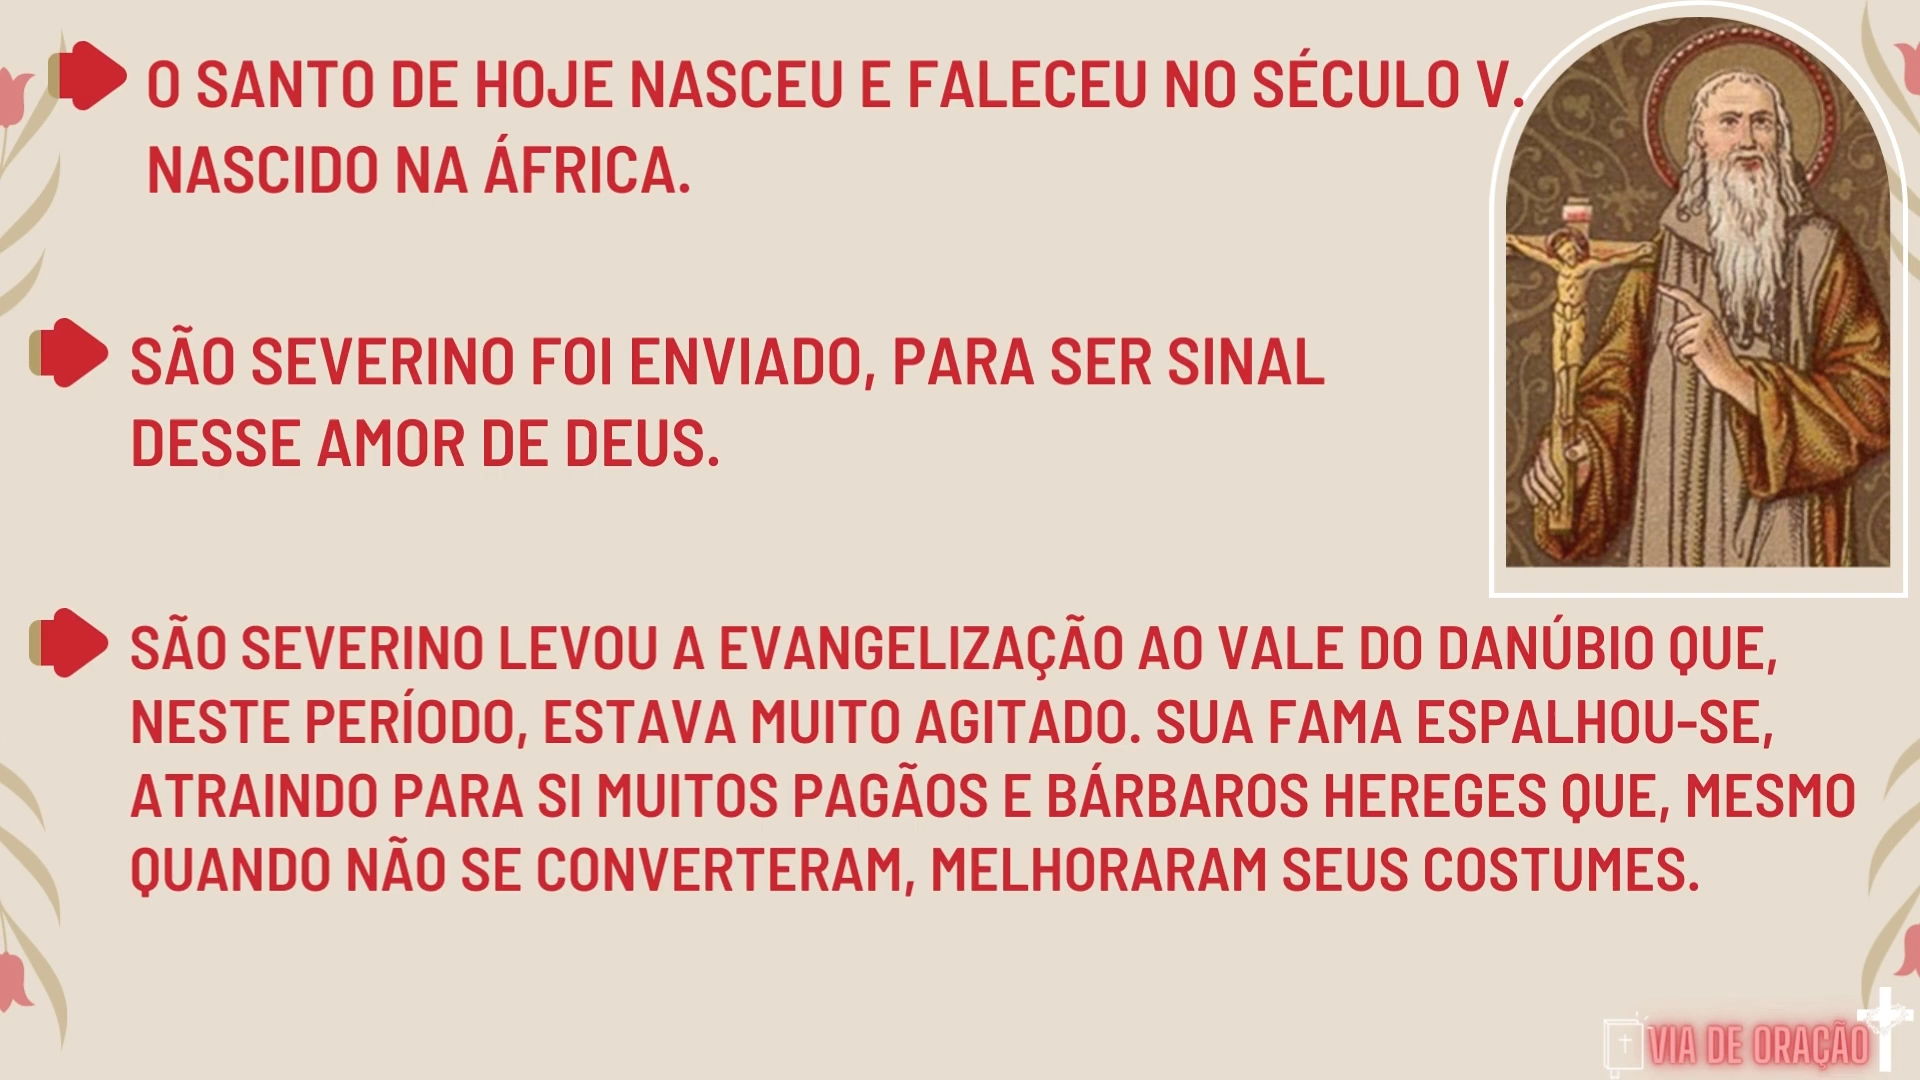 O SANTO DE HOJE NASCEU E FALECEU NO SÉCULO V.
NASCIDO NA ÁFRICA.
SÃO SEVERINO FOI ENVIADO, PARA SER SINAL
DESSE AMOR DE DEUS.
SÃO SEVERINO LEVOU A EVANGELIZAÇÃO AO VALE DO DANÚBIO QUE,
NESTE PERÍODO, ESTAVA MUITO AGITADO. SUA FAMA ESPALHOU-SE,
ATRAINDO PARA SI MUITOS PAGÃOS E BÁRBAROS HEREGES QUE, MESMO
QUANDO NÃO SE CONVERTERAM, MELHORARAM SEUS COSTUMES.
VIA DE ORAÇÃO